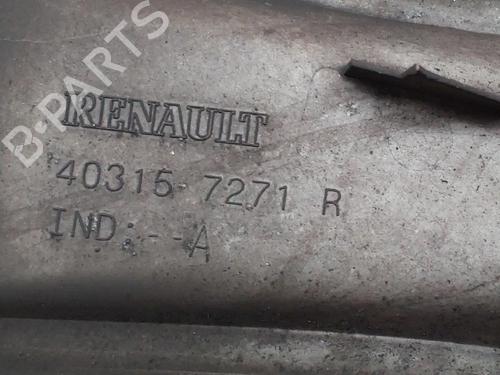 B-PARTS
RENAULT
40315 7271 R
IND:--A